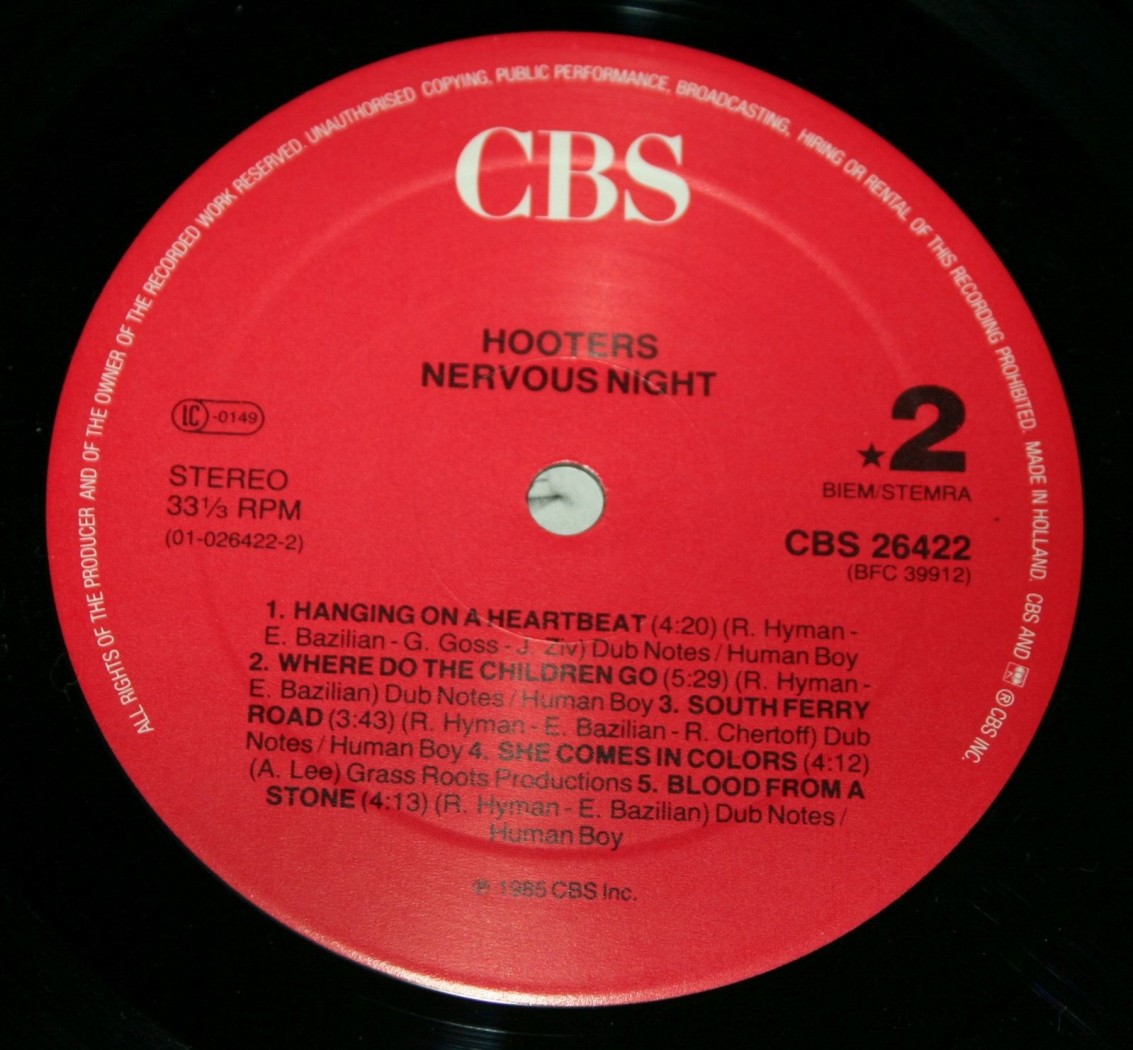 ALL RIGHTS OF THE PRODUCER AND OF THE OWNER OF THE RECORDED WORK RESERVED. UNAUTHORISED COPYING, PUBLIC PERFORMANCE, BROADCASTING, HIRING OR RENTAL OF THIS RECORDING PROHIBITED. MADE IN HOLLAND. CBS AND CBS ® CBS INC.
CBS
HOOTERS
NERVOUS NIGHT
LC -0149
★2
STEREO
BIEM/STEMRA
33⅓ RPM
(01-026422-2)
CBS 26422
(BFC 39912)
1. HANGING ON A HEARTBEAT (4:20) (R. Hyman -
E. Bazilian - G. Goss - J. Ziv) Dub Notes / Human Boy
2. WHERE DO THE CHILDREN GO (5:29) (R. Hyman -
E. Bazilian) Dub Notes / Human Boy 3. SOUTH FERRY
ROAD (3:43) (R. Hyman - E. Bazilian - R. Chertoff) Dub
Notes / Human Boy 4. SHE COMES IN COLORS (4:12)
(A. Lee) Grass Roots Productions 5. BLOOD FROM A
STONE (4:13) (R. Hyman - E. Bazilian) Dub Notes /
Human Boy
℗ 1985 CBS Inc.